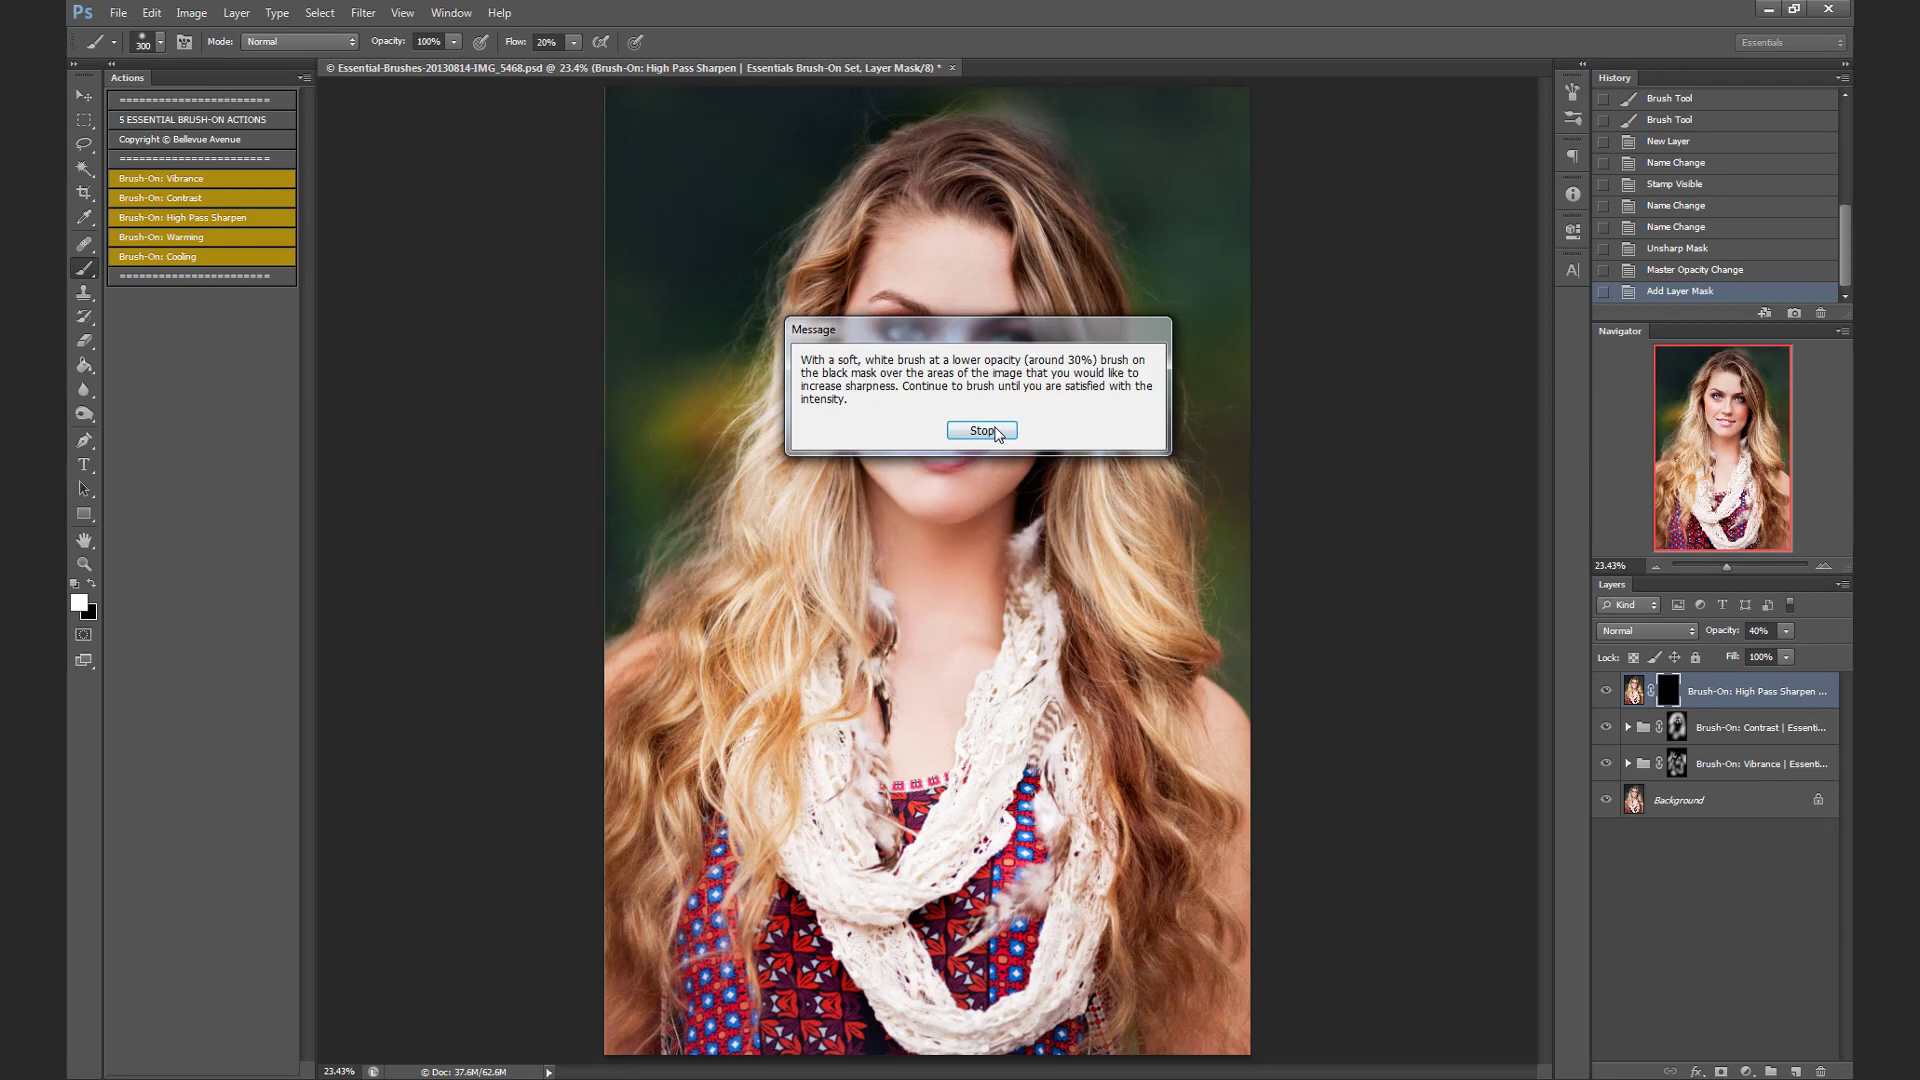 Ps File Edit Image Layer Type Select Filter View Window Help
300 Mode: Normal Opacity: 100% Flow: 20% Essentials
© Essential-Brushes-20130814-IMG_5468.psd @ 23.4% (Brush-On: High Pass Sharpen | Essentials Brush-On Set, Layer Mask/8) * ×
Actions
=======================
5 ESSENTIAL BRUSH-ON ACTIONS
Copyright © Bellevue Avenue
=======================
Brush-On: Vibrance
Brush-On: Contrast
Brush-On: High Pass Sharpen
Brush-On: Warming
Brush-On: Cooling
=======================
Message
With a soft, white brush at a lower opacity (around 30%) brush on
the black mask over the areas of the image that you would like to
increase sharpness. Continue to brush until you are satisfied with the
intensity.
Stop
History
Brush Tool
Brush Tool
New Layer
Name Change
Stamp Visible
Name Change
Name Change
Unsharp Mask
Master Opacity Change
Add Layer Mask
Navigator
23.43%
Layers
Kind
Normal Opacity: 40%
Lock: Fill: 100%
Brush-On: High Pass Sharpen ...
Brush-On: Contrast | Essenti...
Brush-On: Vibrance | Essenti...
Background
23.43% © Doc: 37.6M/62.6M